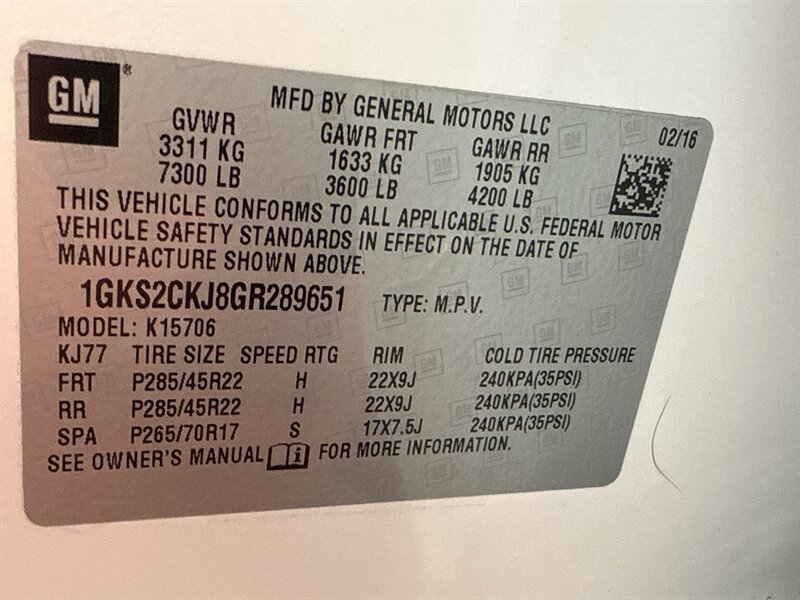 GM®
MFD BY GENERAL MOTORS LLC
02/16
GVWR GAWR FRT GAWR RR
3311 KG 1633 KG 1905 KG
7300 LB 3600 LB 4200 LB
THIS VEHICLE CONFORMS TO ALL APPLICABLE U.S. FEDERAL MOTOR
VEHICLE SAFETY STANDARDS IN EFFECT ON THE DATE OF
MANUFACTURE SHOWN ABOVE.
1GKS2CKJ8GR289651 TYPE: M.P.V.
MODEL: K15706
KJ77 TIRE SIZE SPEED RTG RIM COLD TIRE PRESSURE
FRT P285/45R22 H 22X9J 240KPA(35PSI)
RR P285/45R22 H 22X9J 240KPA(35PSI)
SPA P265/70R17 S 17X7.5J 240KPA(35PSI)
SEE OWNER'S MANUAL FOR MORE INFORMATION.